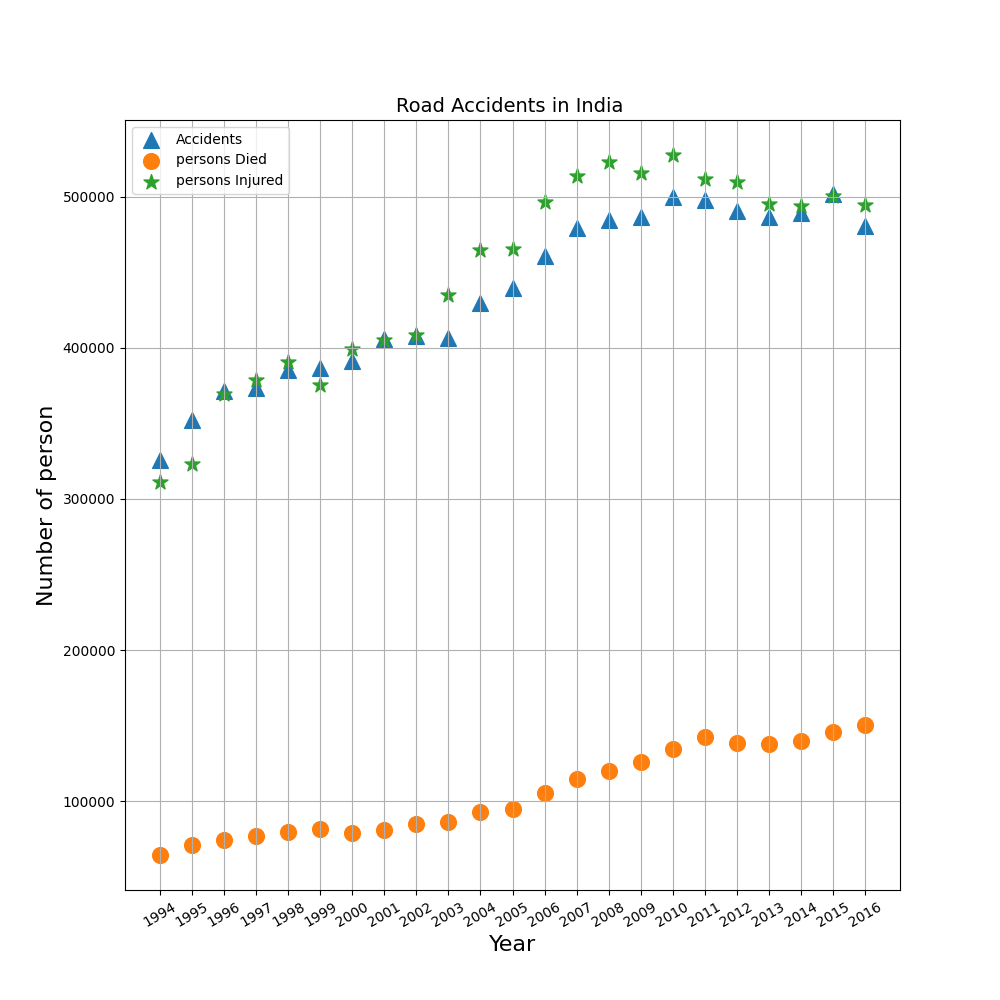 Road Accidents in India
Accidents
persons Died
persons Injured
500000
400000
300000
200000
100000
Number of person
1994 1995 1996 1997 1998 1999 2000 2001 2002 2003 2004 2005 2006 2007 2008 2009 2010 2011 2012 2013 2014 2015 2016
Year